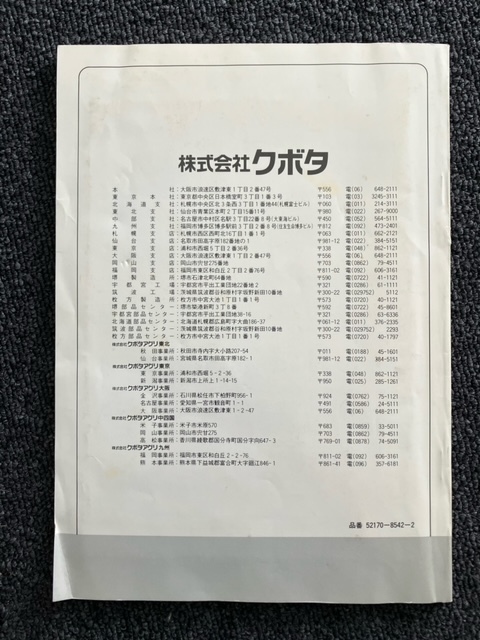 株式会社クボタ
本社:大阪市浪速区敷津東1丁目2番47号 〒556 電(06) 648-2111
東京本社:東京都中央区日本橋室町3丁目1番3号 〒103 電(03) 3245-3111
北海道支社:札幌市中央区北3条西3丁目1番地44(札幌富士ビル) 〒060 電(011) 214-3111
東北支社:仙台市青葉区本町2丁目15番11号 〒980 電(022) 267-9000
中部支社:名古屋市中村区名駅3丁目22番8号(大東海ビル) 〒450 電(052) 564-5111
九州支社:福岡市博多区博多駅前3丁目2番8号(住友生命博多ビル) 〒812 電(092) 473-2401
札幌支店:札幌市西区西町北16丁目1番1号 〒063 電(011) 662-2121
仙台支店:名取市田高字原182番地の1 〒981-12 電(022) 384-5151
東京支店:浦和市西堀5丁目2番36号 〒338 電(048) 862-1121
大阪支店:大阪市浪速区敷津東1丁目2番47号 〒556 電(06) 648-2111
岡山支店:岡山市宍甘275番地 〒703 電(0862) 79-4511
福岡支店:福岡市東区和白丘2丁目2番76号 〒811-02 電(092) 606-3161
堺製造所:堺市石津北町64番地 〒590 電(0722) 41-1121
宇都宮工場:宇都宮市平出工業団地22番地2 〒321 電(0286) 61-1111
筑波工場:茨城県筑波郡谷和原村字坂野新田10番地 〒300-22 電(029752) 5112
枚方製造所:枚方市中宮大池1丁目1番1号 〒573 電(0720) 40-1121
堺部品センター:堺市築港新町3丁8番 〒592 電(0722) 45-8601
宇都宮部品センター:宇都宮市平出工業団地38-16 〒321 電(0286) 63-6336
北海道部品センター:北海道札幌郡広島町字大曲186-37 〒061-12 電(011) 376-2335
筑波部品センター:茨城県筑波郡谷和原村字坂野新田10番地 〒300-22 電(029752) 2293
枚方部品センター:枚方市中宮大池1丁目1番1号 〒573 電(0720) 40-1797
株式会社クボタアグリ東北
秋田事業所:秋田市寺内字大小路207-54 〒011 電(0188) 45-1601
仙台事業所:宮城県名取市田高字原182-1 〒981-12 電(022) 384-5151
株式会社クボタアグリ東京
東京事業所:浦和市西堀5-2-36 〒338 電(048) 862-1121
新潟事業所:新潟市上所上1-14-15 〒950 電(025) 285-1261
株式会社クボタアグリ大阪
金沢事業所:石川県松任市下柏野町956-1 〒924 電(0762) 75-1121
名古屋事業所:愛知県一宮市観音町1-1 〒491 電(0586) 24-5111
大阪事業所:大阪市浪速区敷津東1-2-47 〒556 電(06) 648-2111
株式会社クボタアグリ中四国
米子事業所:米子市米原570 〒683 電(0859) 33-5011
岡山事業所:岡山市宍甘275 〒703 電(0862) 79-4511
高松事業所:香川県綾歌郡国分寺町国分字向647-3 〒769-01 電(0878) 74-5091
株式会社クボタアグリ九州
福岡事業所:福岡市東区和白丘2-2-76 〒811-02 電(092) 606-3161
熊本事業所:熊本県下益城郡富合町大字廻江846-1 〒861-41 電(096) 357-6181
品番 52170-8542-2